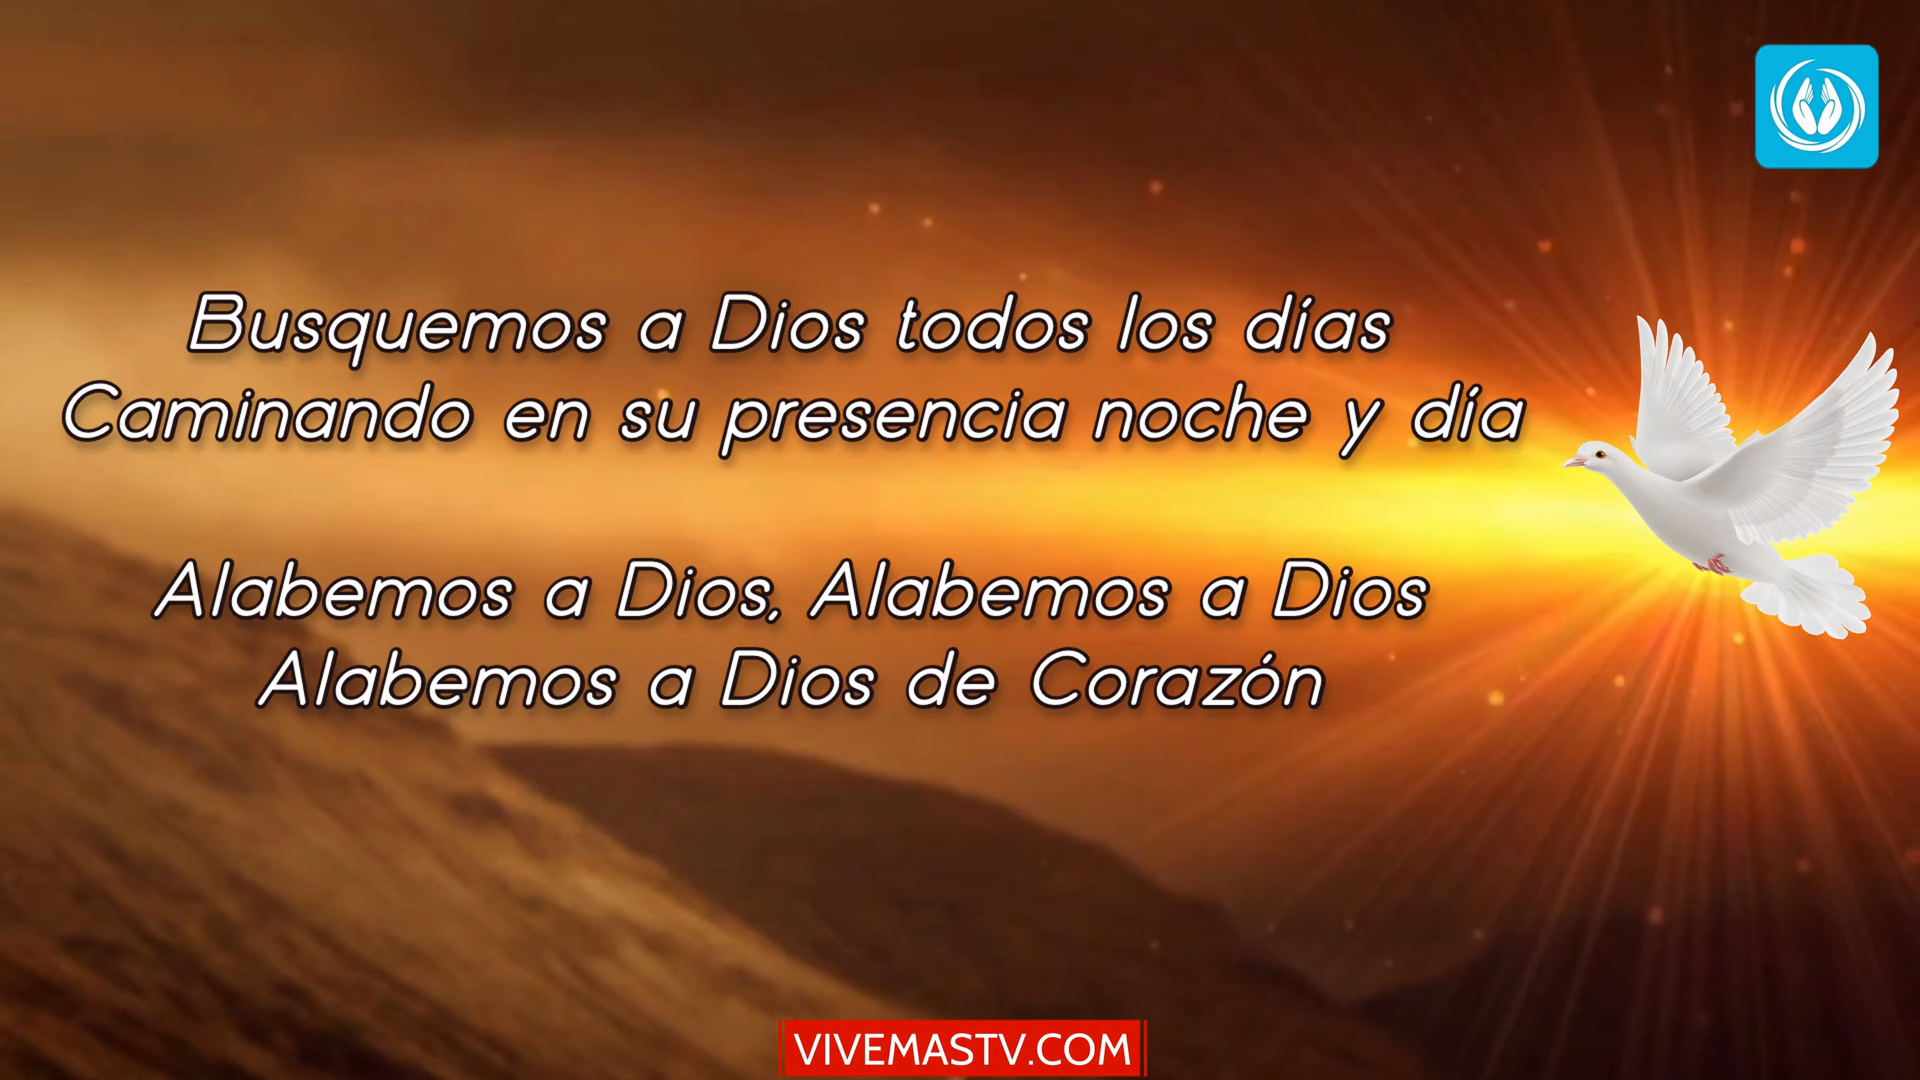 Busquemos a Dios todos los días
Caminando en su presencia noche y día
Alabemos a Dios, Alabemos a Dios
Alabemos a Dios de Corazón
VIVEMASTV.COM